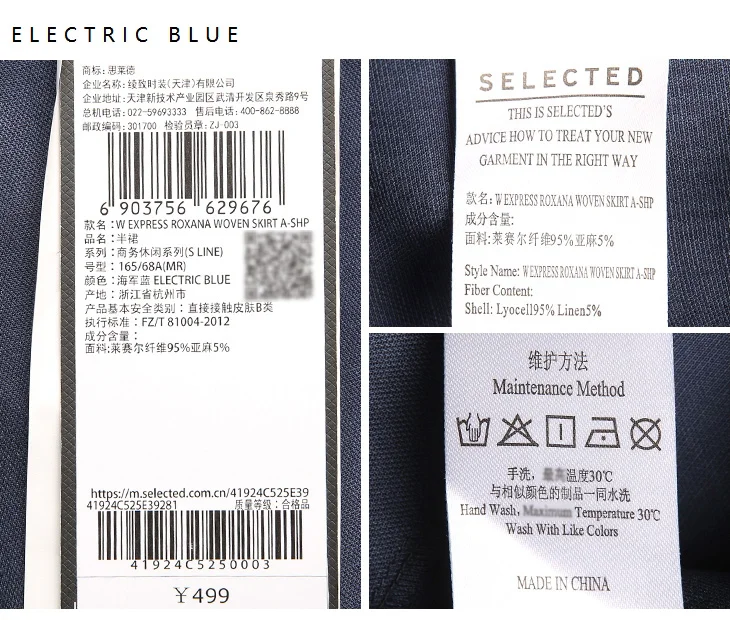 ELECTRIC BLUE
商标: 思莱德
企业名称: 绫致时装(天津)有限公司
企业地址: 天津新技术产业园区武清开发区泉秀路9号
总机电话: 022-59693333 售后电话: 400-862-8888
邮政编码: 301700 检验员章: ZJ-003
6 903756 629676
款名：W EXPRESS ROXANA WOVEN SKIRT A-SHP
品名：半裙
系列：商务休闲系列(S LINE)
号型：165/68A(MR)
颜色：海军蓝 ELECTRIC BLUE
产地：浙江省杭州市
产品基本安全类别：直接接触皮肤B类
执行标准：FZ/T 81004-2012
成分含量：
面料:莱赛尔纤维95%亚麻5%
https://m.selected.com.cn/41924C525E39
41924C525E39281 质量等级：合格品
41924C5250003
￥499
SELECTED
THIS IS SELECTED'S
ADVICE HOW TO TREAT YOUR NEW
GARMENT IN THE RIGHT WAY
款名: W EXPRESS ROXANA WOVEN SKIRT A-SHP
成分含量:
面料:莱赛尔纤维95%亚麻5%
Style Name: W EXPRESS ROXANA WOVEN SKIRT A-SHP
Fiber Content:
Shell: Lyocell95% Linen5%
维护方法
Maintenance Method
手洗, 最高温度30℃
与相似颜色的制品一同水洗
Hand Wash, Maximum Temperature 30℃
Wash With Like Colors
MADE IN CHINA